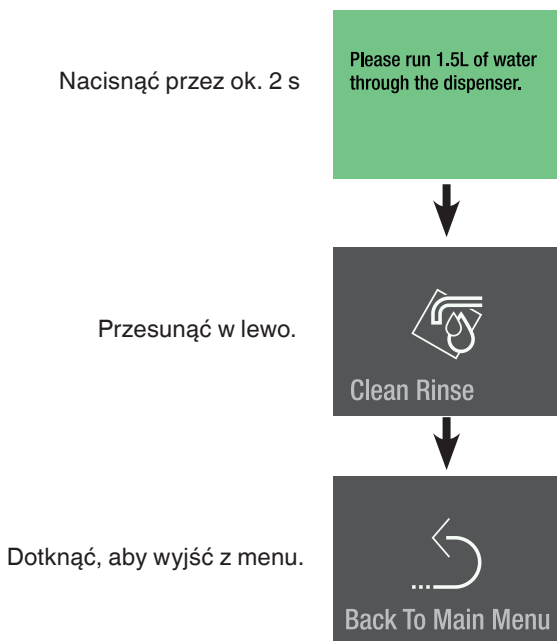 Nacisnąć przez ok. 2 s
Please run 1.5L of water
through the dispenser.
Przesunąć w lewo.
Clean Rinse
Dotknąć, aby wyjść z menu.
Back To Main Menu